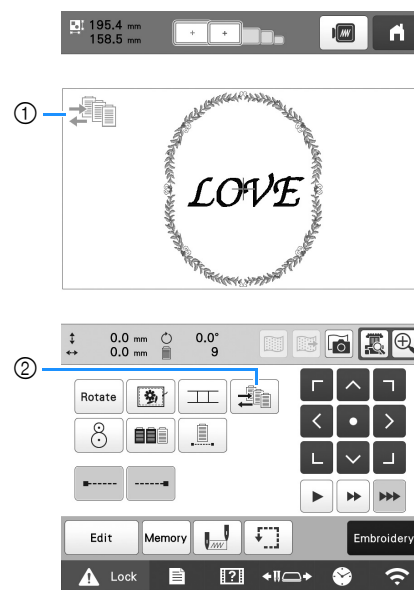 195.4 mm
158.5 mm
①
LOVE
0.0 mm 0.0°
0.0 mm 9
②
Rotate
Edit Memory Embroidery
Lock